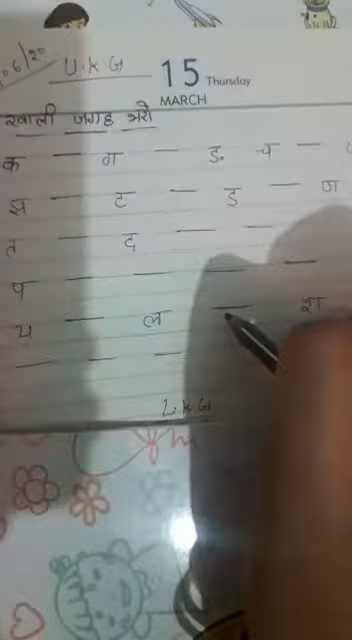 U.K.G 15 Thursday
MARCH
खाली जगह भरो
क — ग — ङ च —
झ — ट — ड — ण
त — द — —
प — — — —
य — ल — श
— — —
U.K.G